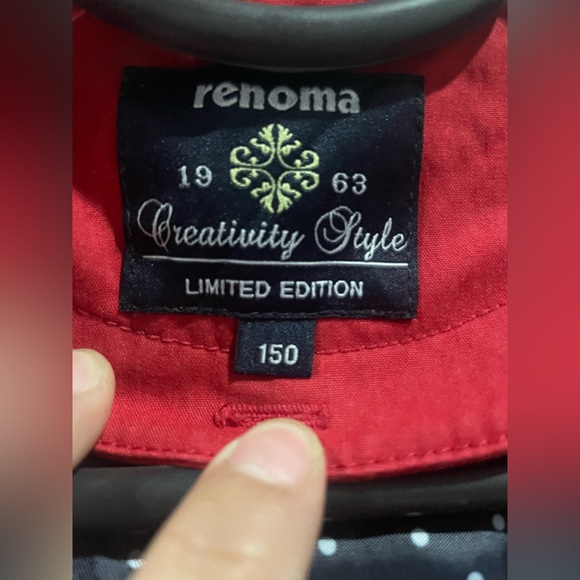 renoma
19 63
Creativity Style
LIMITED EDITION
150